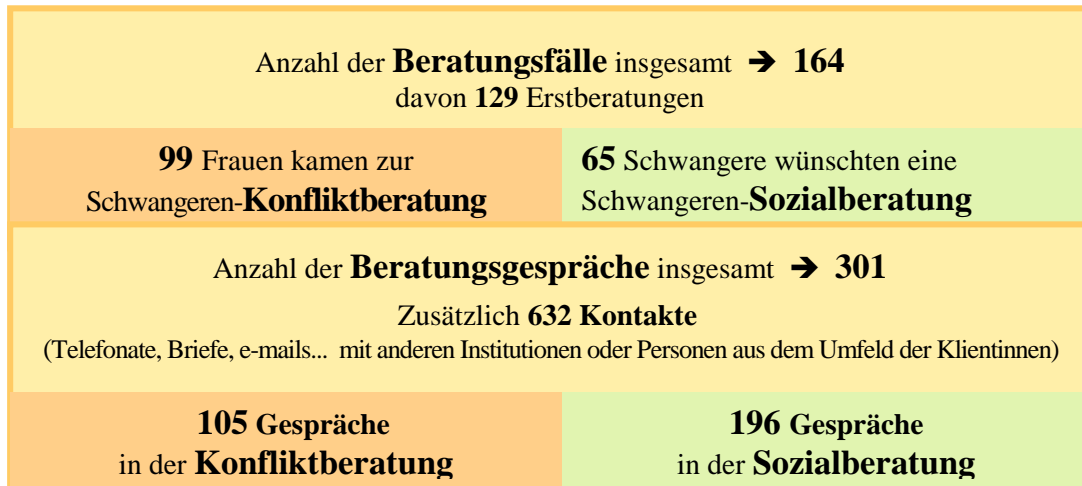 Anzahl der Beratungsfälle insgesamt ➔ 164
davon 129 Erstberatungen
99 Frauen kamen zur
Schwangeren-Konfliktberatung
65 Schwangere wünschten eine
Schwangeren-Sozialberatung
Anzahl der Beratungsgespräche insgesamt ➔ 301
Zusätzlich 632 Kontakte
(Telefonate, Briefe, e-mails... mit anderen Institutionen oder Personen aus dem Umfeld der Klientinnen)
105 Gespräche
in der Konfliktberatung
196 Gespräche
in der Sozialberatung